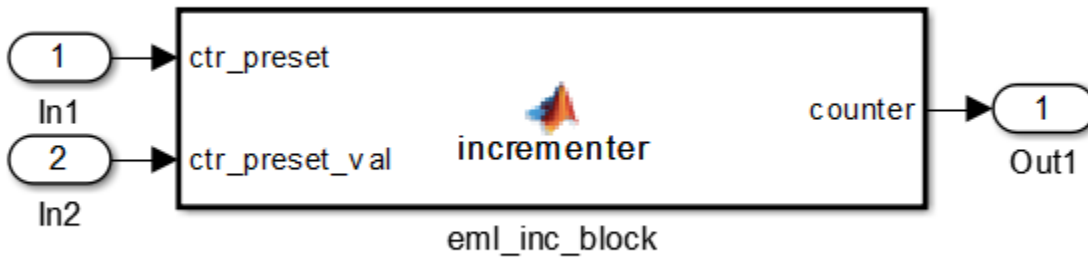 1
In1
2
In2
ctr_preset
ctr_preset_val
incrementer
counter
eml_inc_block
1
Out1